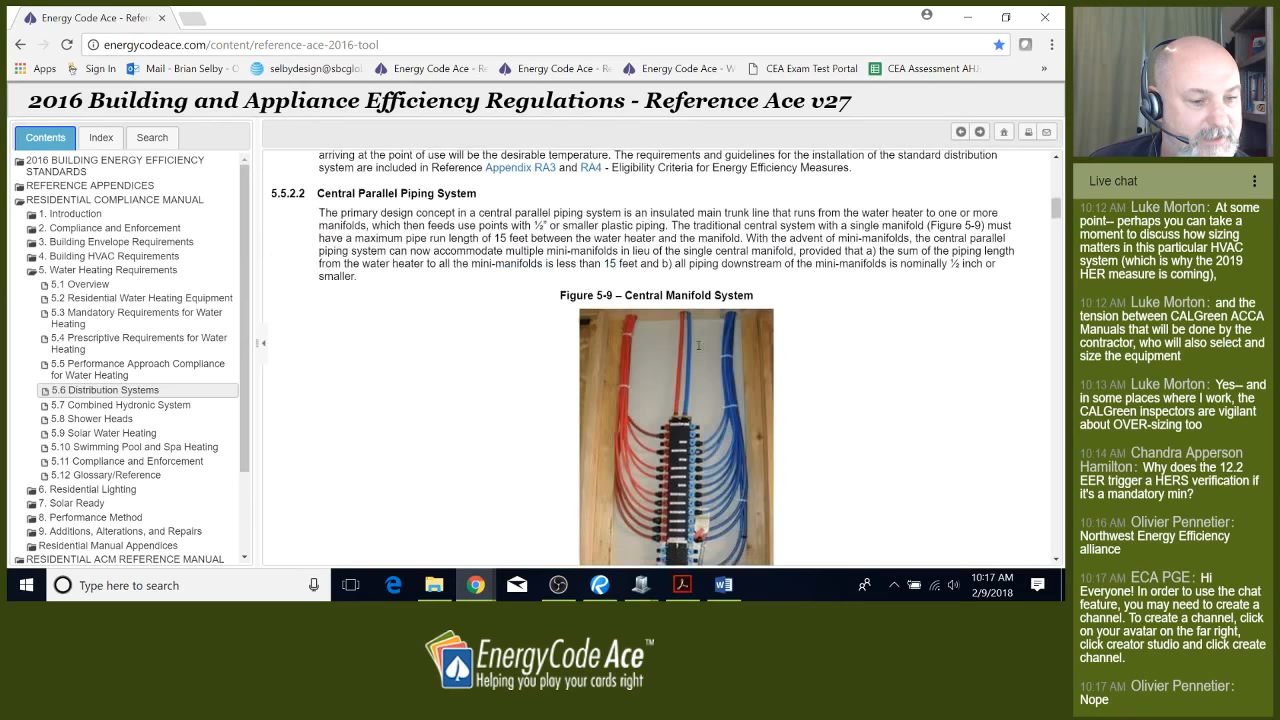 Energy Code Ace - Refer
energycodeace.com/content/reference-ace-2016-tool
Apps Sign In Mail - Brian Selby - O selbydesign@sbcglo Energy Code Ace - Re Energy Code Ace - Re Energy Code Ace - W CEA Exam Test Portal CEA Assessment AHJ »
2016 Building and Appliance Efficiency Regulations - Reference Ace v27
Contents Index Search
2016 BUILDING ENERGY EFFICIENCY
STANDARDS
REFERENCE APPENDICES
RESIDENTIAL COMPLIANCE MANUAL
1. Introduction
2. Compliance and Enforcement
3. Building Envelope Requirements
4. Building HVAC Requirements
5. Water Heating Requirements
5.1 Overview
5.2 Residential Water Heating Equipment
5.3 Mandatory Requirements for Water
Heating
5.4 Prescriptive Requirements for Water
Heating
5.5 Performance Approach Compliance
for Water Heating
5.6 Distribution Systems
5.7 Combined Hydronic System
5.8 Shower Heads
5.9 Solar Water Heating
5.10 Swimming Pool and Spa Heating
5.11 Compliance and Enforcement
5.12 Glossary/Reference
6. Residential Lighting
7. Solar Ready
8. Performance Method
9. Additions, Alterations, and Repairs
Residential Manual Appendices
RESIDENTIAL ACM REFERENCE MANUAL
arriving at the point of use will be the desirable temperature. The requirements and guidelines for the installation of the standard distribution
system are included in Reference Appendix RA3 and RA4 - Eligibility Criteria for Energy Efficiency Measures.
5.5.2.2 Central Parallel Piping System
The primary design concept in a central parallel piping system is an insulated main trunk line that runs from the water heater to one or more
manifolds, which then feeds use points with ½" or smaller plastic piping. The traditional central system with a single manifold (Figure 5-9) must
have a maximum pipe run length of 15 feet between the water heater and the manifold. With the advent of mini-manifolds, the central parallel
piping system can now accommodate multiple mini-manifolds in lieu of the single central manifold, provided that a) the sum of the piping length
from the water heater to all the mini-manifolds is less than 15 feet and b) all piping downstream of the mini-manifolds is nominally ½ inch or
smaller.
Figure 5-9 – Central Manifold System
Type here to search
10:17 AM
2/9/2018
EnergyCodeAce™
Helping you play your cards right
Live chat
10:12 AM Luke Morton: At some
point-- perhaps you can take a
moment to discuss how sizing
matters in this particular HVAC
system (which is why the 2019
HER measure is coming),
10:12 AM Luke Morton: and the
tension between CALGreen ACCA
Manuals that will be done by the
contractor, who will also select and
size the equipment
10:13 AM Luke Morton: Yes-- and
in some places where I work, the
CALGreen inspectors are vigilant
about OVER-sizing too
10:14 AM Chandra Apperson
Hamilton: Why does the 12.2
EER trigger a HERS verification if
it's a mandatory min?
10:16 AM Olivier Pennetier:
Northwest Energy Efficiency
alliance
10:17 AM ECA PGE: Hi
Everyone! In order to use the chat
feature, you may need to create a
channel. To create a channel, click
on your avatar on the far right,
click creator studio and click create
channel.
10:17 AM Olivier Pennetier:
Nope